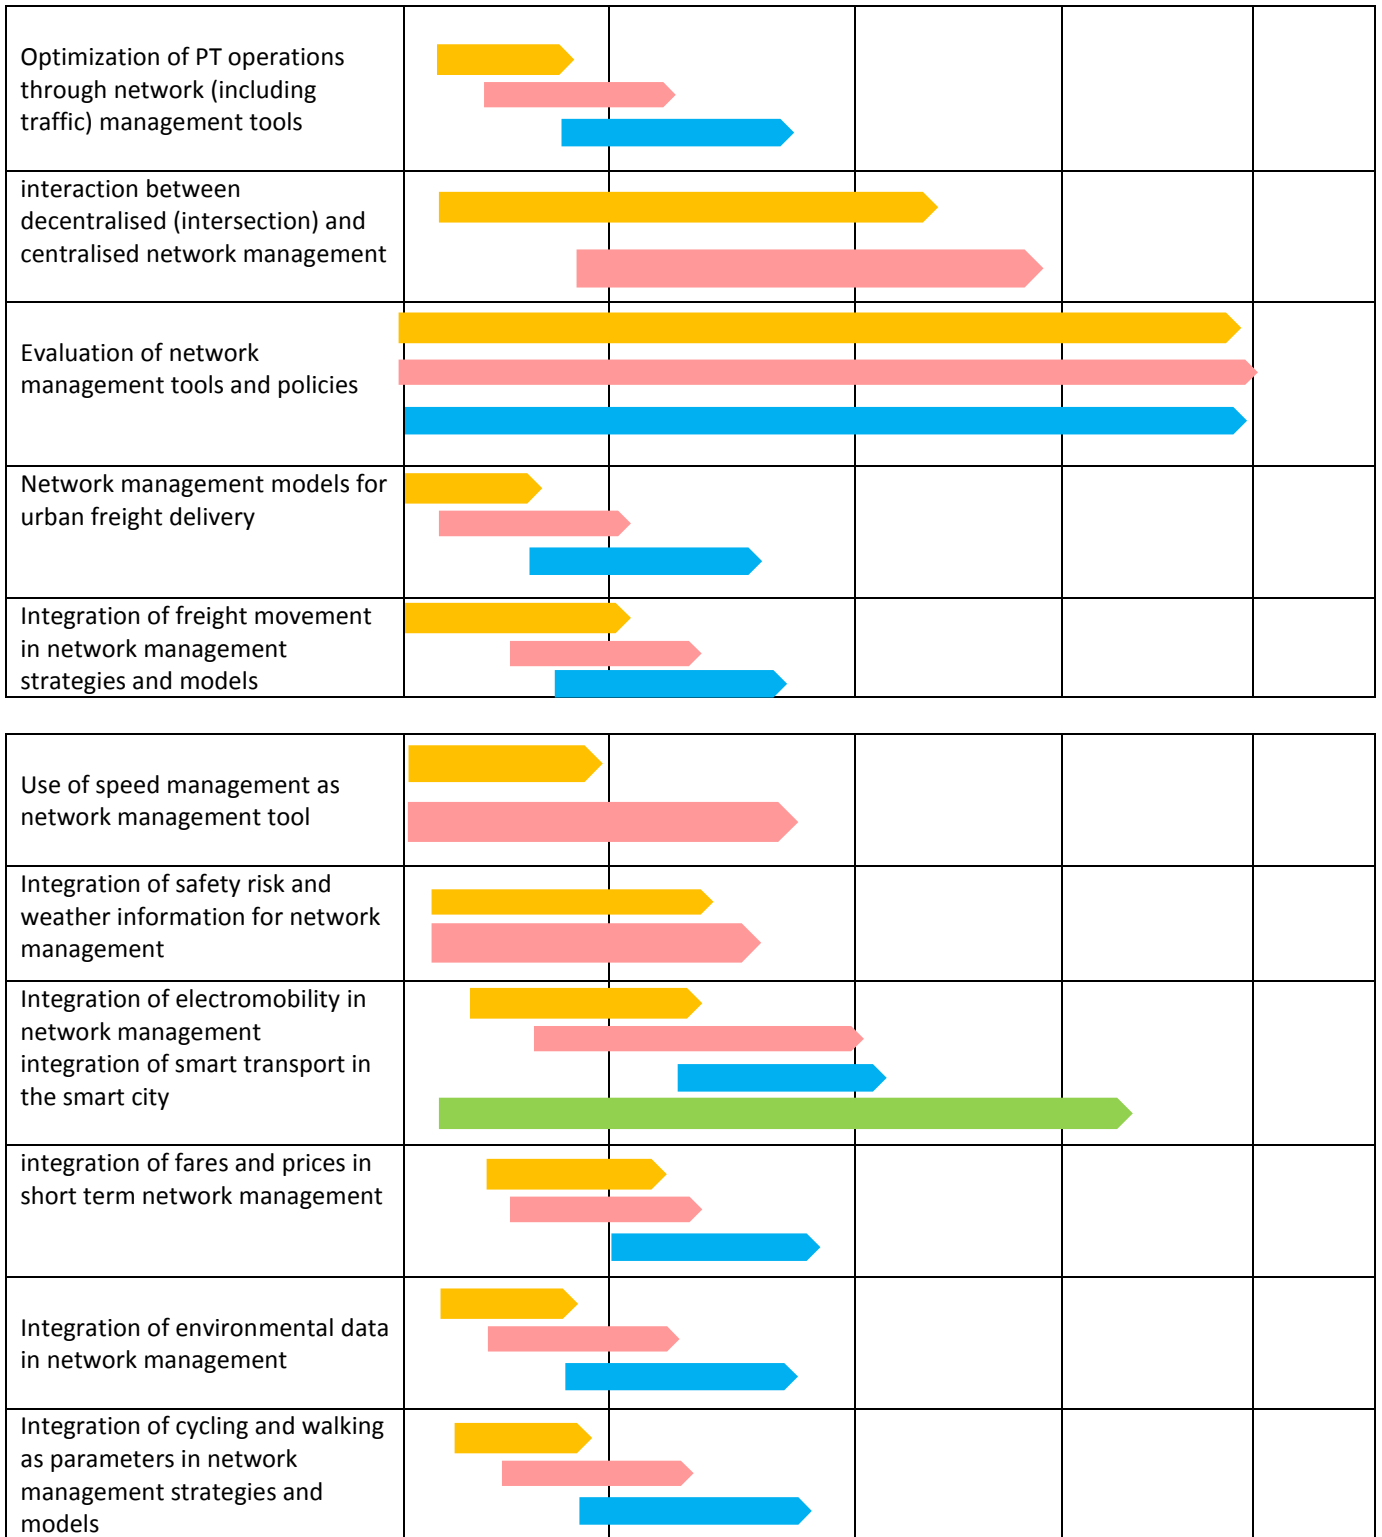 Optimization of PT operations
through network (including
traffic) management tools
interaction between
decentralised (intersection) and
centralised network management
Evaluation of network
management tools and policies
Network management models for
urban freight delivery
Integration of freight movement
in network management
strategies and models
Use of speed management as
network management tool
Integration of safety risk and
weather information for network
management
Integration of electromobility in
network management
integration of smart transport in
the smart city
integration of fares and prices in
short term network management
Integration of environmental data
in network management
Integration of cycling and walking
as parameters in network
management strategies and
models